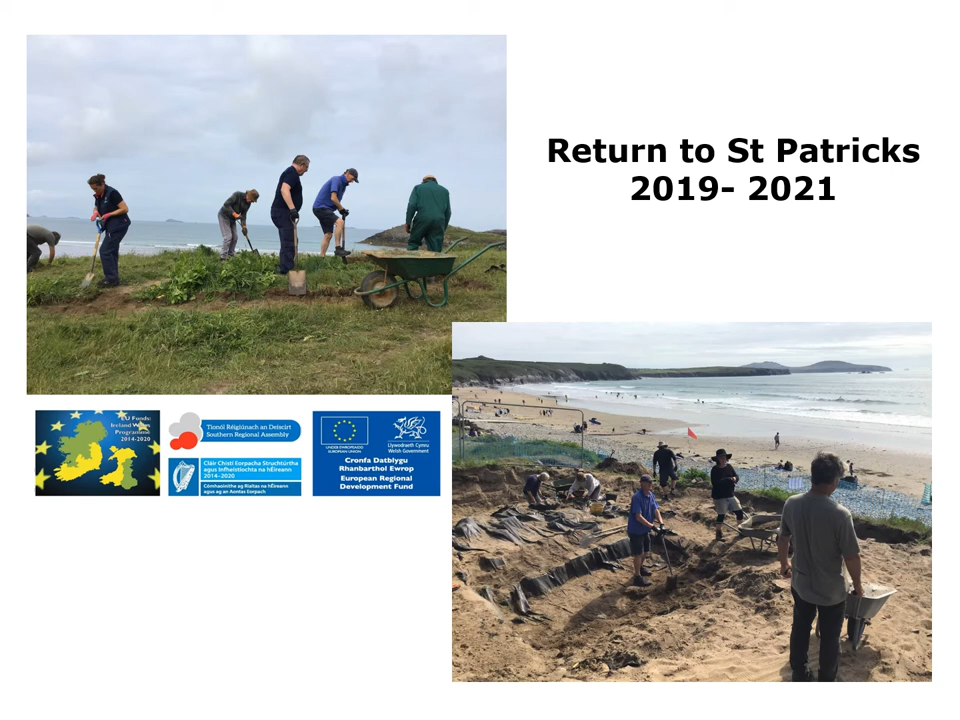 Return to St Patricks
2019- 2021
EU Funds:
Ireland Wales
Programme
2014-2020
Tionól Réigiúnach an Deiscirt
Southern Regional Assembly
Cláir Chistí Eorpacha Struchtúrtha
agus Infheistíochta na hÉireann
2014-2020
Cómhaoinithe ag Rialtas na hÉireann
agus ag an Aontas Eorpach
UNDEB EWROPEAIDD
EUROPEAN UNION
Llywodraeth Cymru
Welsh Government
Cronfa Datblygu
Rhanbarthol Ewrop
European Regional
Development Fund